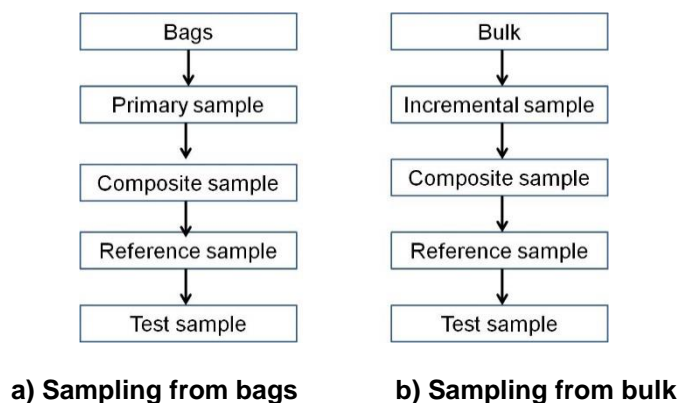 Bags
Primary sample
Composite sample
Reference sample
Test sample
a) Sampling from bags
Bulk
Incremental sample
Composite sample
Reference sample
Test sample
b) Sampling from bulk